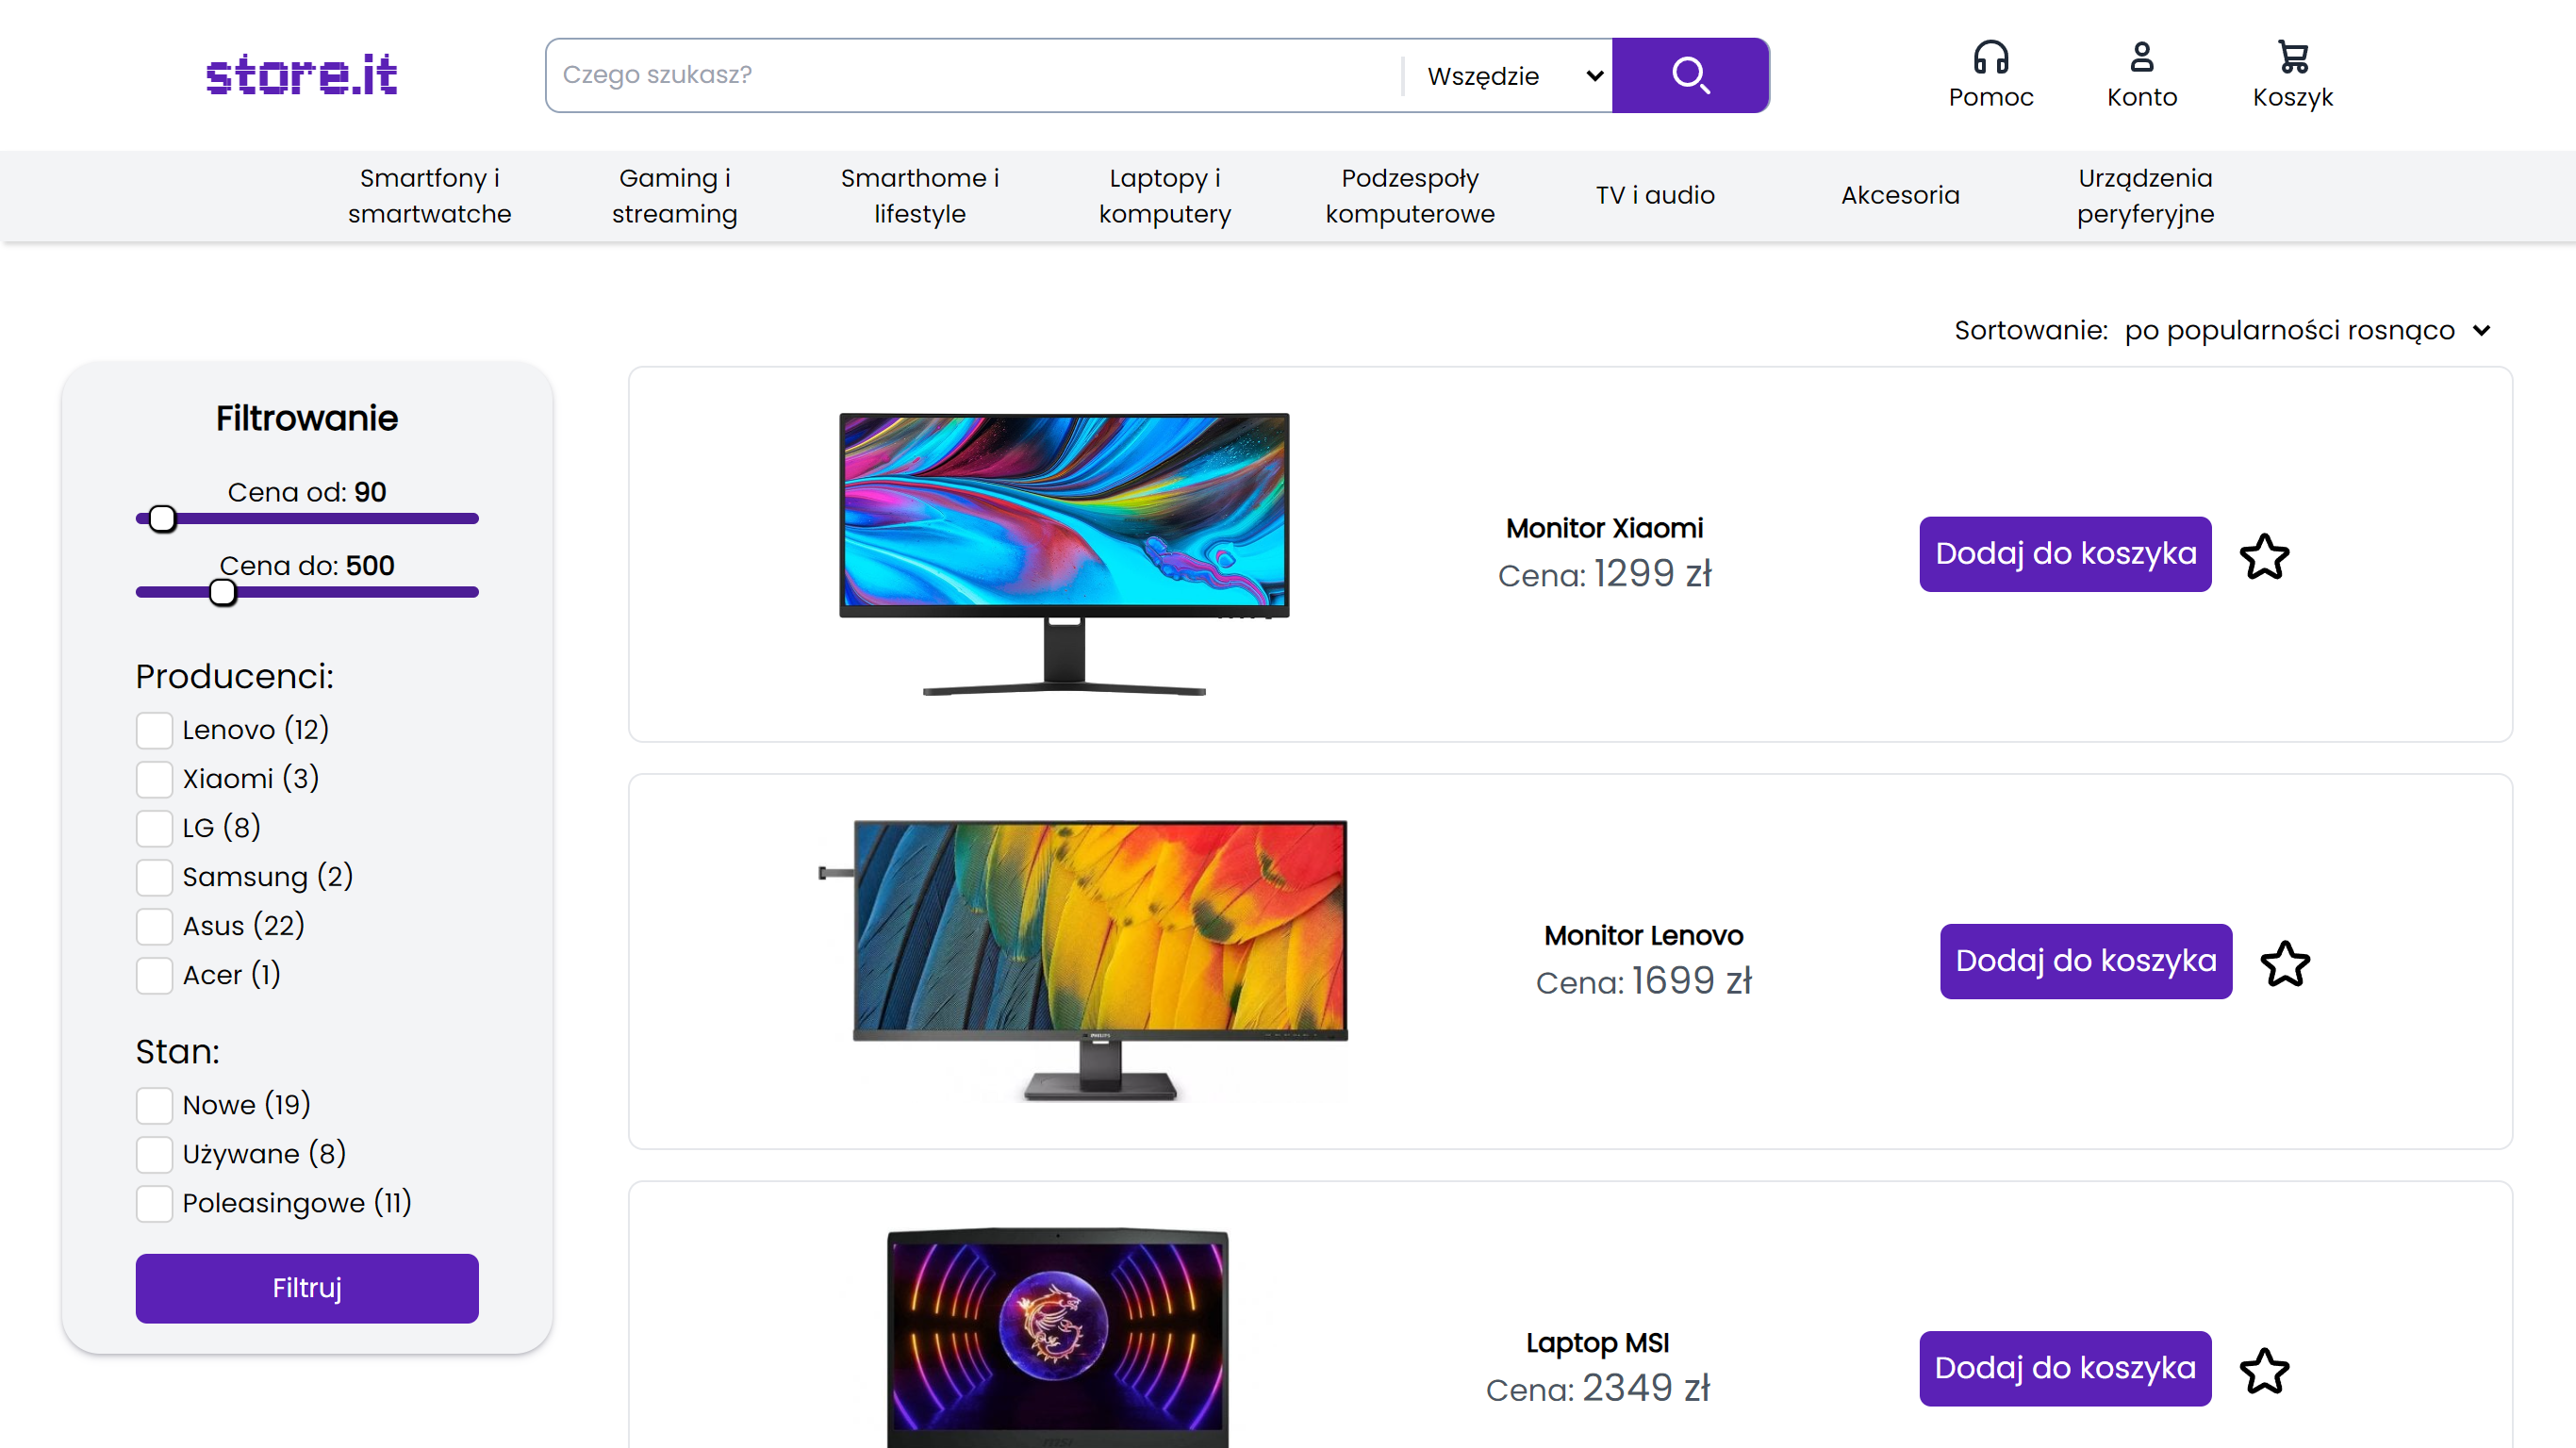 store.it
Czego szukasz?
Wszędzie
Pomoc
Konto
Koszyk
Smartfony i
smartwatche
Gaming i
streaming
Smarthome i
lifestyle
Laptopy i
komputery
Podzespoły
komputerowe
TV i audio
Akcesoria
Urządzenia
peryferyjne
Sortowanie: po popularności rosnąco
Filtrowanie
Cena od: 90
Cena do: 500
Producenci:
Lenovo (12)
Xiaomi (3)
LG (8)
Samsung (2)
Asus (22)
Acer (1)
Stan:
Nowe (19)
Używane (8)
Poleasingowe (11)
Filtruj
Monitor Xiaomi
Cena: 1299 zł
Dodaj do koszyka
PHILIPS
Monitor Lenovo
Cena: 1699 zł
Dodaj do koszyka
msi
Laptop MSI
Cena: 2349 zł
Dodaj do koszyka